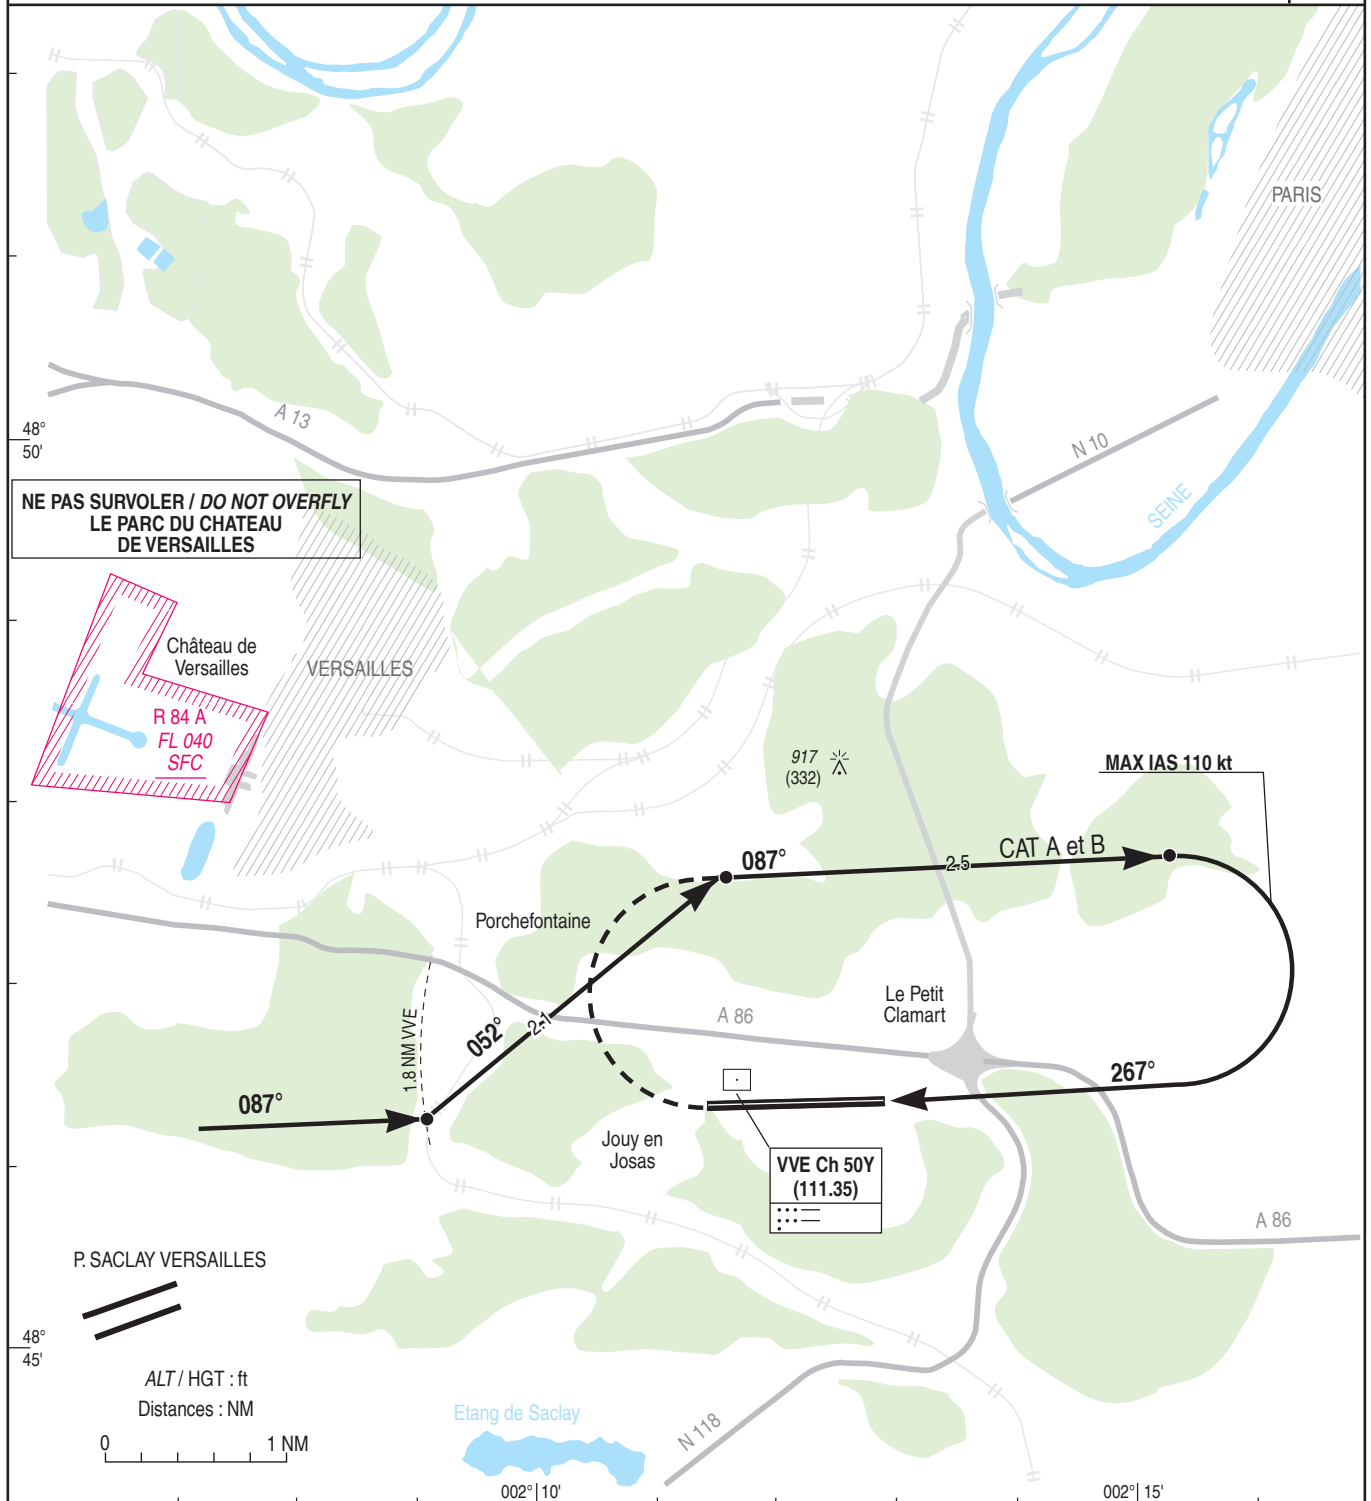 PARIS
A 13
48°
50'
N 10
NE PAS SURVOLER / DO NOT OVERFLY
LE PARC DU CHATEAU
DE VERSAILLES
SEINE
Château de
Versailles
VERSAILLES
R 84 A
FL 040
SFC
917
(332)
MAX IAS 110 kt
087°
2.5
CAT A et B
Porchefontaine
Le Petit
Clamart
A 86
1.8 NM VVE
052°
2.1
267°
087°
Jouy en
Josas
VVE Ch 50Y
(111.35)
A 86
P. SACLAY VERSAILLES
48°
45'
ALT / HGT : ft
Distances : NM
0 1 NM
Etang de Saclay
N 118
002° 10'
002° 15'